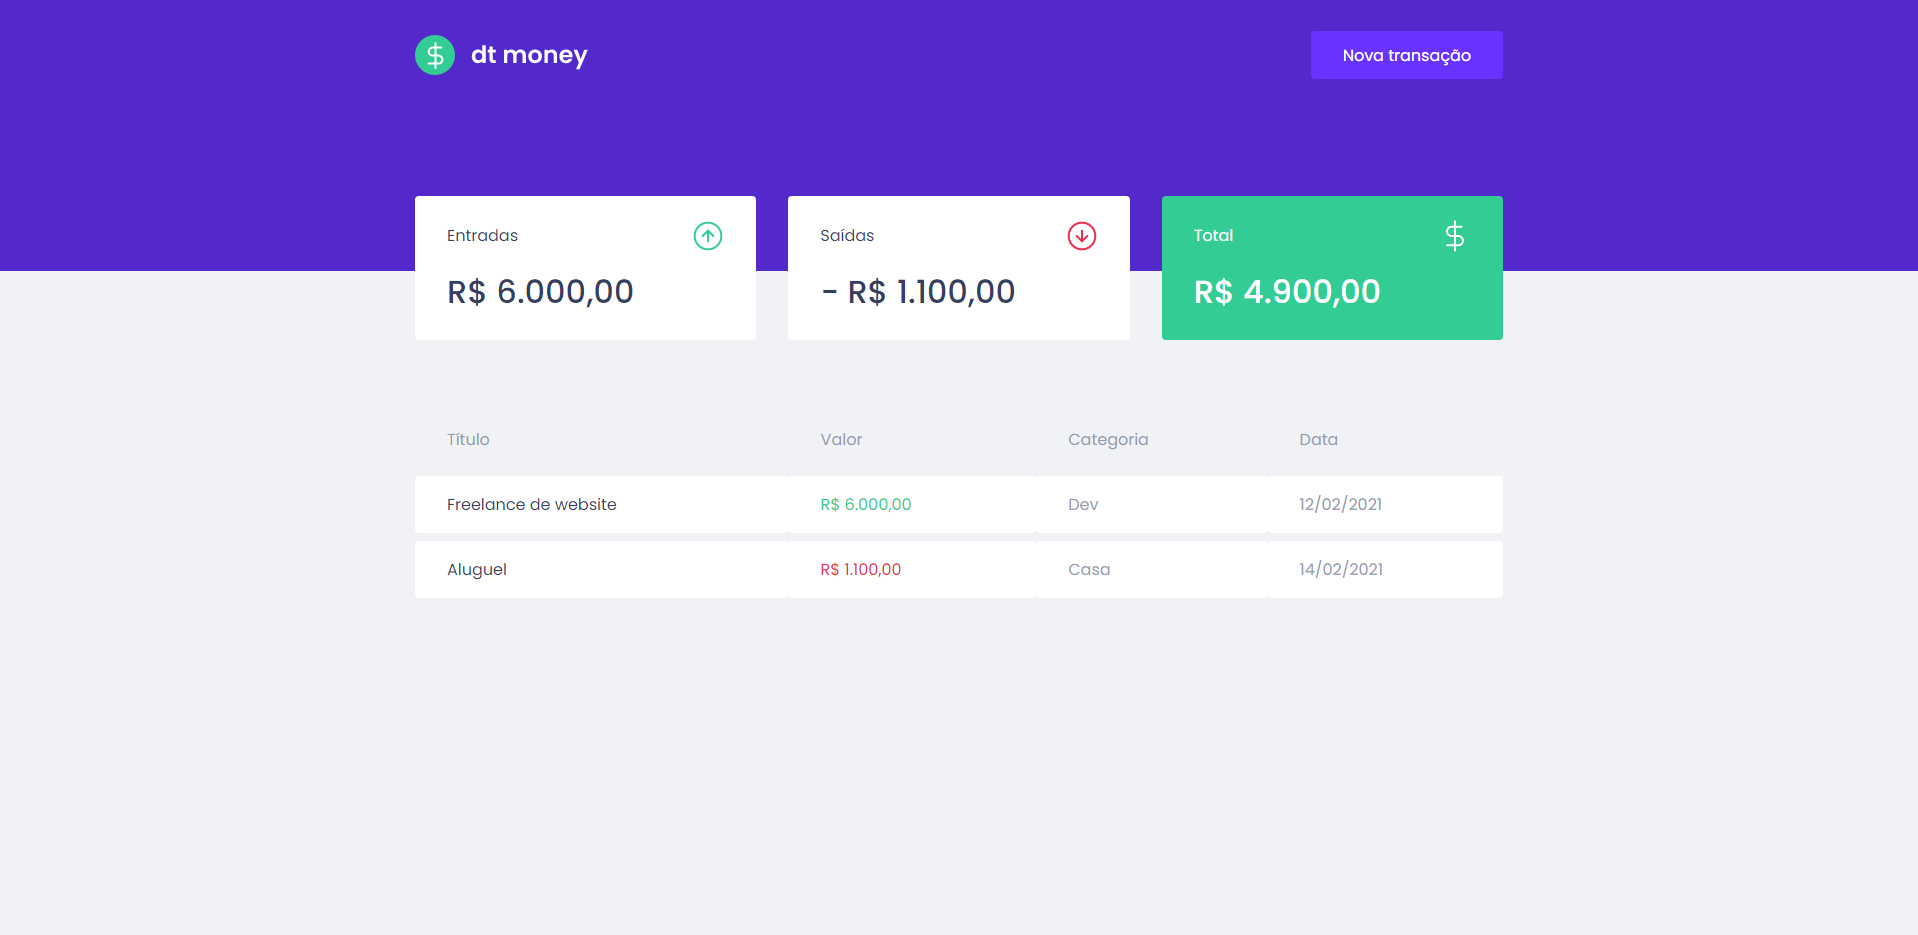 dt money
Nova transação
Entradas
Saídas
Total
R$ 6.000,00
- R$ 1.100,00
R$ 4.900,00
Título Valor Categoria Data
Freelance de website R$ 6.000,00 Dev 12/02/2021
Aluguel R$ 1.100,00 Casa 14/02/2021